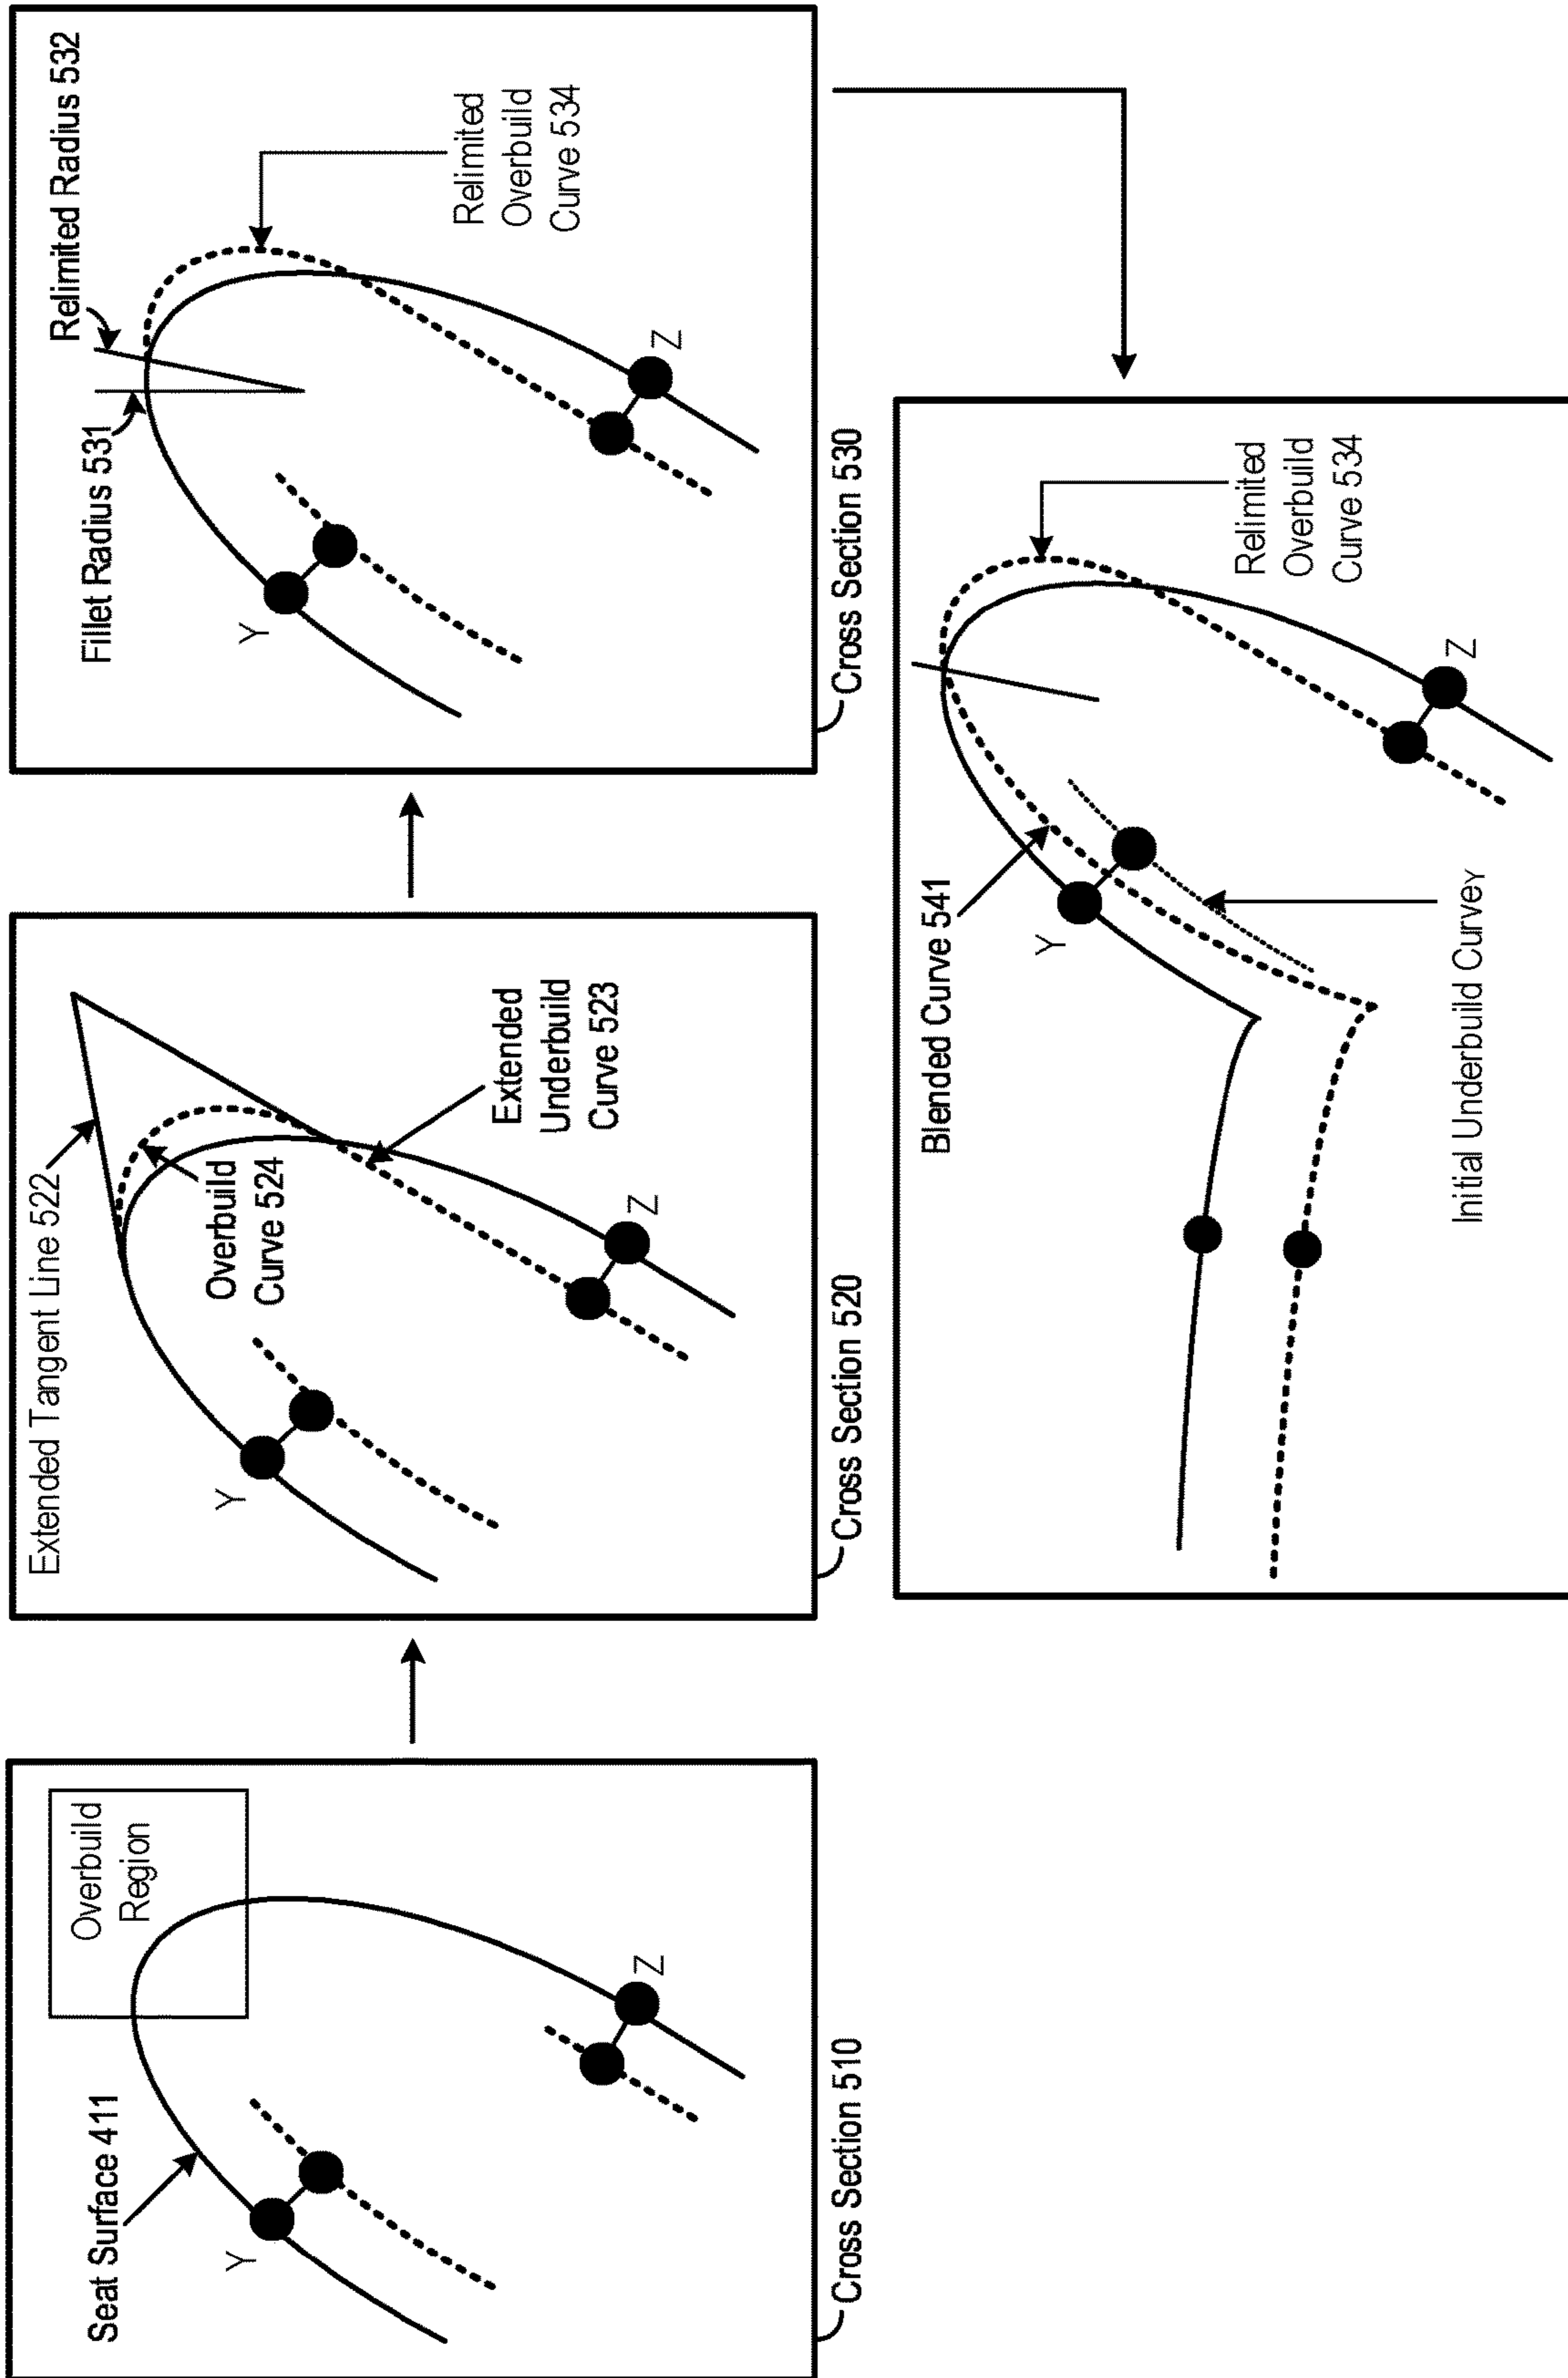 Overbuild
Region
Seat Surface 411
Y
Z
Cross Section 510
Extended Tangent Line 522
Overbuild
Curve 524
Extended
Underbuild
Curve 523
Y
Z
Cross Section 520
Relimited Radius 532
Fillet Radius 531
Relimited
Overbuild
Curve 534
Y
Z
Cross Section 530
Blended Curve 541
Relimited
Overbuild
Curve 534
Y
Z
Initial Underbuild CurveY